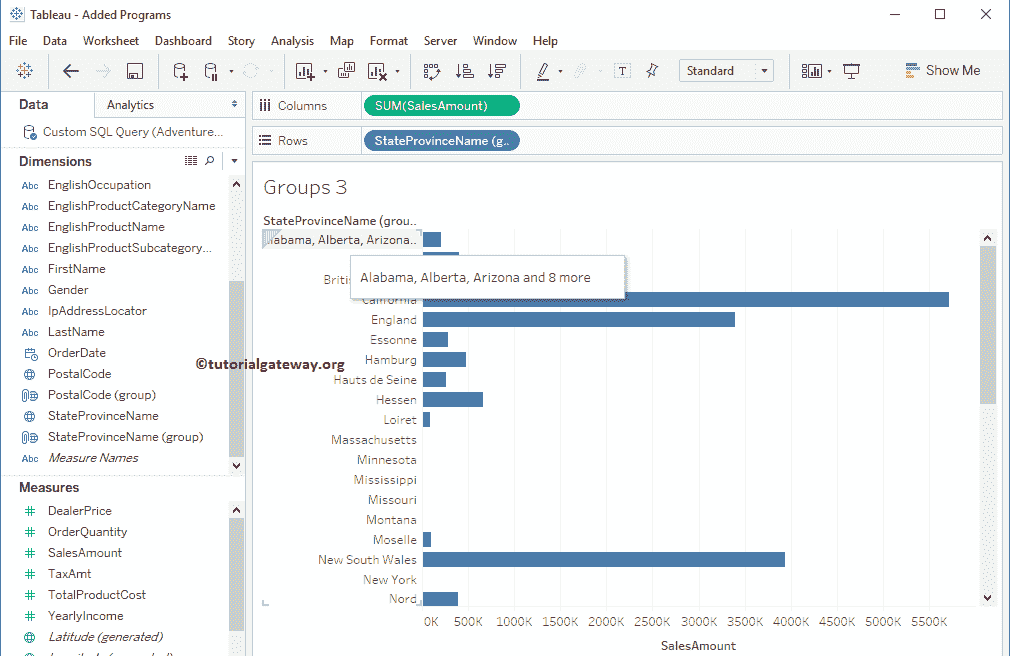 Tableau - Added Programs
File Data Worksheet Dashboard Story Analysis Map Format Server Window Help
Standard
Show Me
Data
Analytics
Custom SQL Query (Adventure...
Dimensions
Abc EnglishOccupation
Abc EnglishProductCategoryName
Abc EnglishProductName
Abc EnglishProductSubcategory...
Abc FirstName
Abc Gender
Abc IpAddressLocator
Abc LastName
OrderDate
PostalCode
PostalCode (group)
StateProvinceName
StateProvinceName (group)
Abc Measure Names
Measures
# DealerPrice
# OrderQuantity
# SalesAmount
# TaxAmt
# TotalProductCost
# YearlyIncome
Latitude (generated)
Columns
SUM(SalesAmount)
Rows
StateProvinceName (g..
Groups 3
StateProvinceName (grou..
abama, Alberta, Arizona..
Alabama, Alberta, Arizona and 8 more
California
England
Essonne
Hamburg
©tutorialgateway.org
Hauts de Seine
Hessen
Loiret
Massachusetts
Minnesota
Mississippi
Missouri
Montana
Moselle
New South Wales
New York
Nord
0K 500K 1000K 1500K 2000K 2500K 3000K 3500K 4000K 4500K 5000K 5500K
SalesAmount